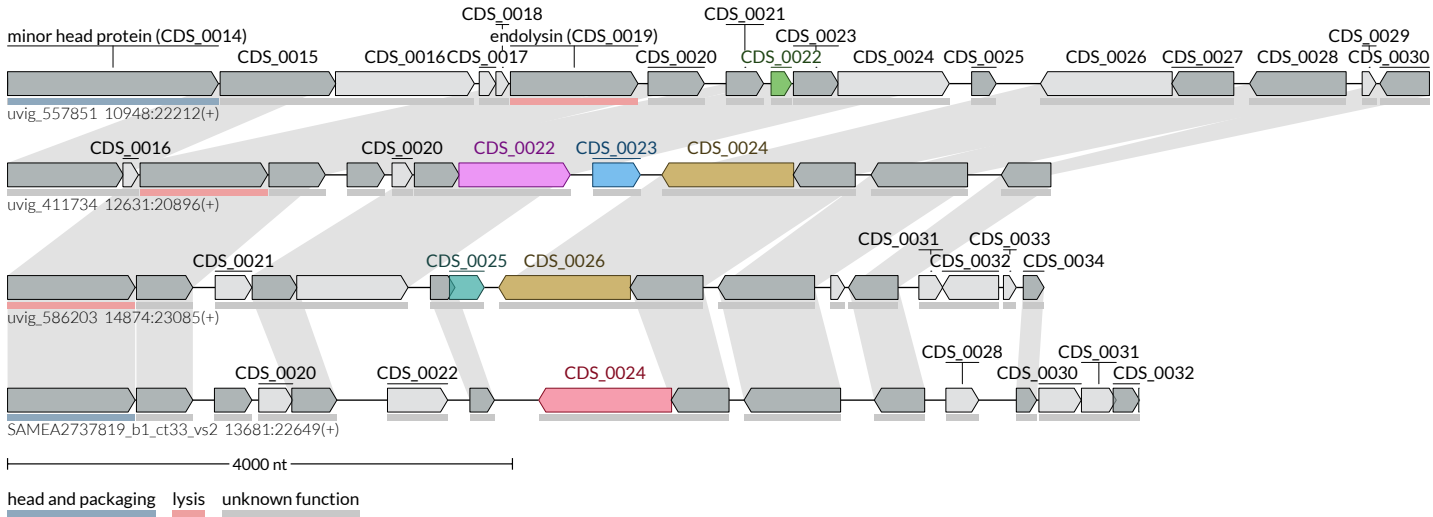 CDS_0018 CDS_0021 CDS_0029
minor head protein (CDS_0014) endolysin (CDS_0019) CDS_0023
CDS_0015 CDS_0016 CDS_0017 CDS_0020 CDS_0022 CDS_0024 CDS_0025 CDS_0026 CDS_0027 CDS_0028 CDS_0030
uvig_557851 10948:22212(+)
CDS_0016 CDS_0020 CDS_0022 CDS_0023 CDS_0024
uvig_411734 12631:20896(+)
CDS_0031 CDS_0033
CDS_0021 CDS_0025 CDS_0026 CDS_0032 CDS_0034
uvig_586203 14874:23085(+)
CDS_0028 CDS_0031
CDS_0020 CDS_0022 CDS_0024 CDS_0030 CDS_0032
SAMEA2737819_b1_ct33_vs2 13681:22649(+)
4000 nt
head and packaging lysis unknown function